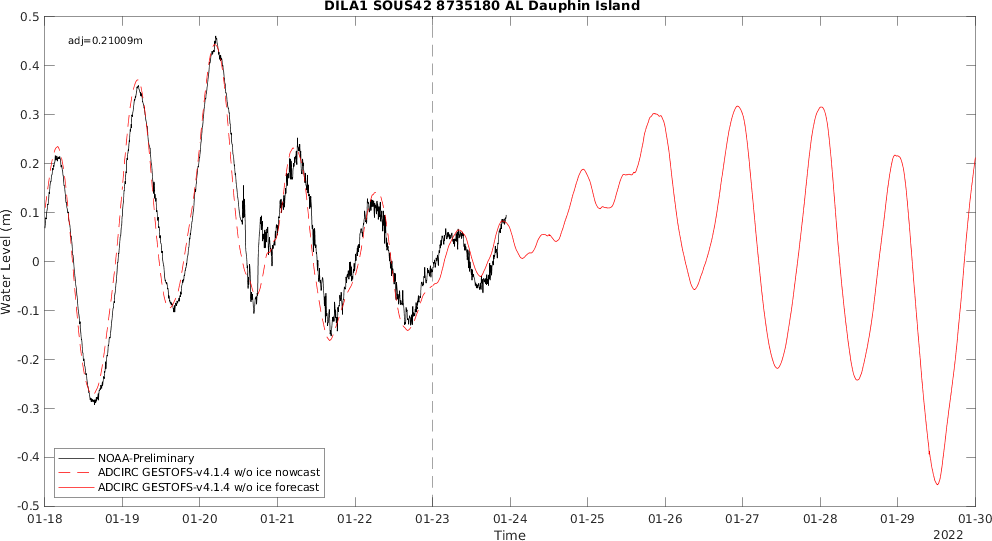 DILA1 SOUS42 8735180 AL Dauphin Island
adj=0.21009m
0.5
0.4
0.3
0.2
0.1
0
-0.1
-0.2
-0.3
-0.4
-0.5
Water Level (m)
NOAA-Preliminary
ADCIRC GESTOFS-v4.1.4 w/o ice nowcast
ADCIRC GESTOFS-v4.1.4 w/o ice forecast
01-18 01-19 01-20 01-21 01-22 01-23 01-24 01-25 01-26 01-27 01-28 01-29 01-30
Time
2022